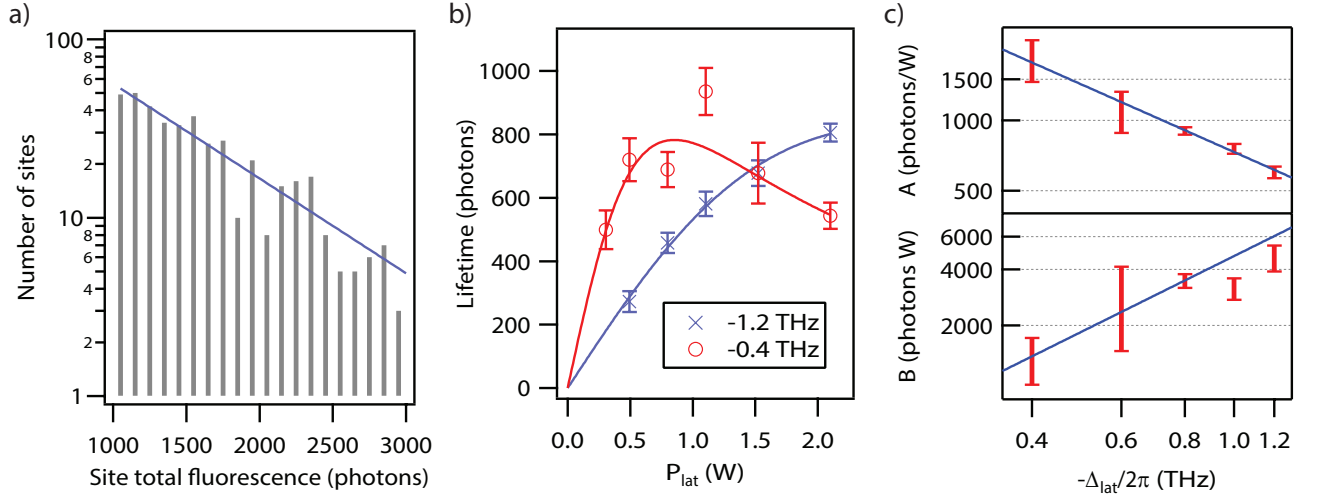 a)
Number of sites
100
8
6
4
2
10
8
6
4
2
1
1000 1500 2000 2500 3000
Site total fluorescence (photons)
b)
Lifetime (photons)
1000
800
600
400
200
0
0.0 0.5 1.0 1.5 2.0
P_lat (W)
-1.2 THz
-0.4 THz
c)
A (photons/W)
1500
1000
500
B (photons W)
6000
4000
2000
0.4 0.6 0.8 1.0 1.2
-Δ_lat/2π (THz)